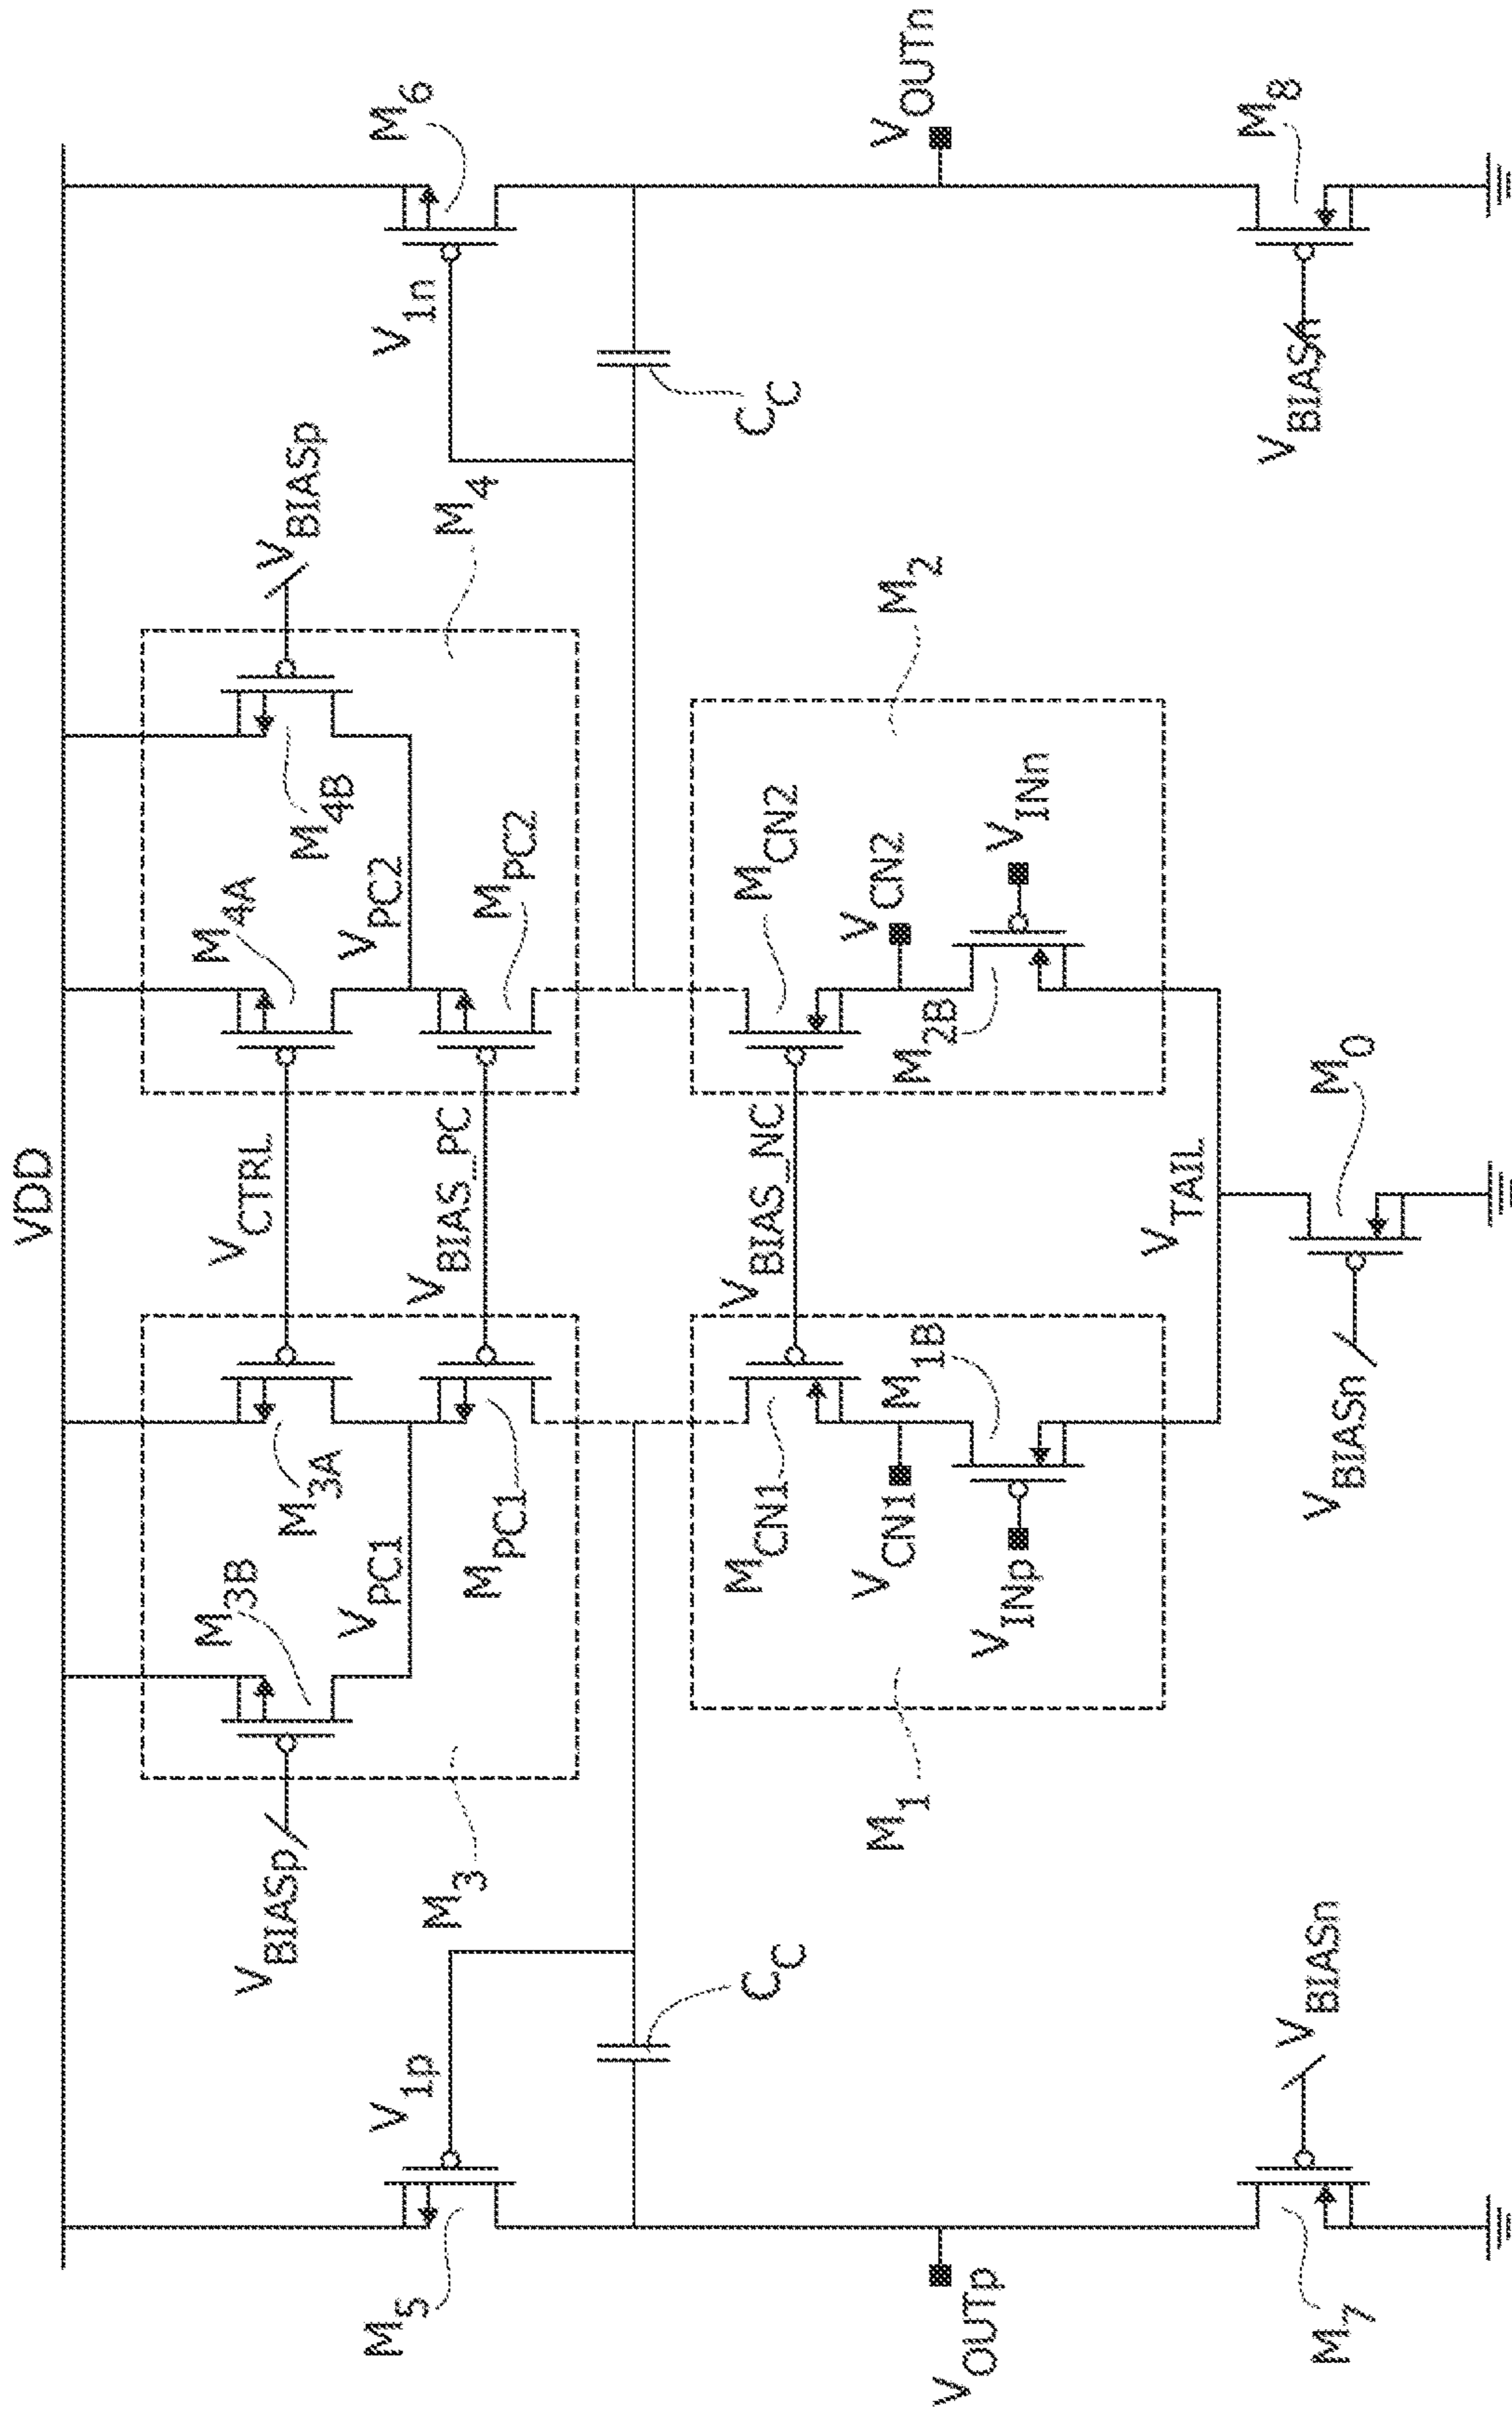 VDD
M6
V1n
VOUTn
M8
VBIASn
CC
VBIASp
M4
M4B
M4A
VPC2
MPC2
M2
MCN2
VCN2
VINn
M2B
VCTRL
VBIAS_PC
VBIAS_NC
VTAIL
M0
VBIASn
M3A
MPC1
M3B
VPC1
VBIASp
M3
MCN1
M1B
VCN1
VINp
M1
CC
V1p
M5
VOUTp
VBIASn
M7